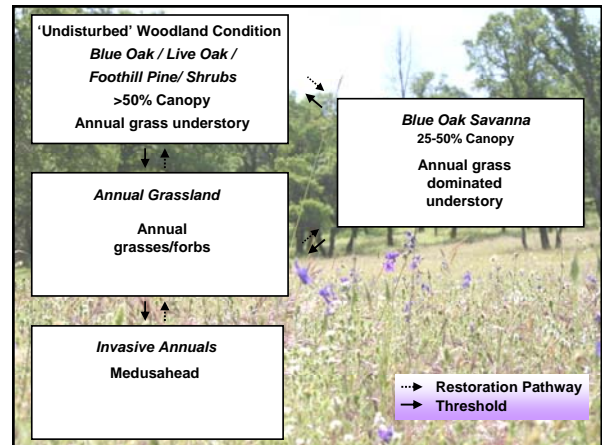 ‘Undisturbed’ Woodland Condition
Blue Oak / Live Oak /
Foothill Pine/ Shrubs
>50% Canopy
Annual grass understory
Blue Oak Savanna
25-50% Canopy
Annual grass
dominated
understory
Annual Grassland
Annual
grasses/forbs
Invasive Annuals
Medusahead
Restoration Pathway
Threshold